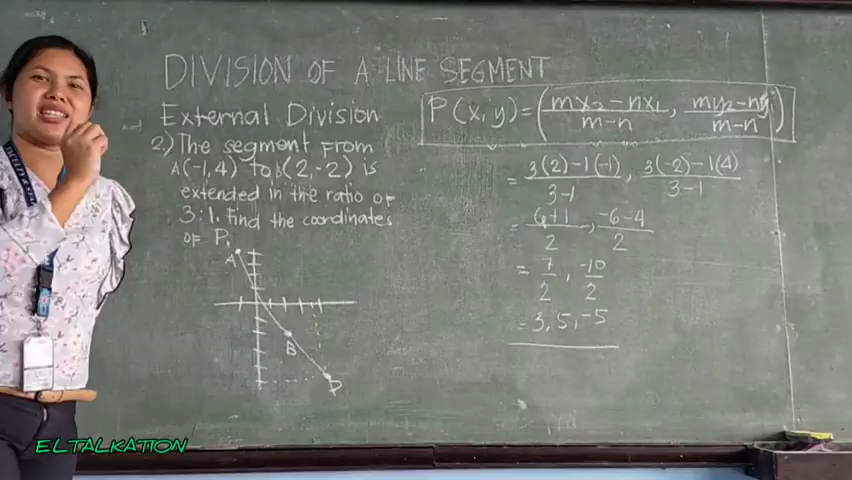 DIVISION OF A LINE SEGMENT
External Division
2) The segment from
A(-1,4) to B(2,-2) is
extended in the ratio of
3:1. Find the coordinates
of P.
P(x,y)=(mx₂-nx₁/m-n, my₂-ny₁/m-n)
= 3(2)-1(-1)/3-1, 3(-2)-1(4)/3-1
= 6+1/2, -6-4/2
= 7/2, -10/2
= 3.5, -5
A
B
P
ELTALKATION